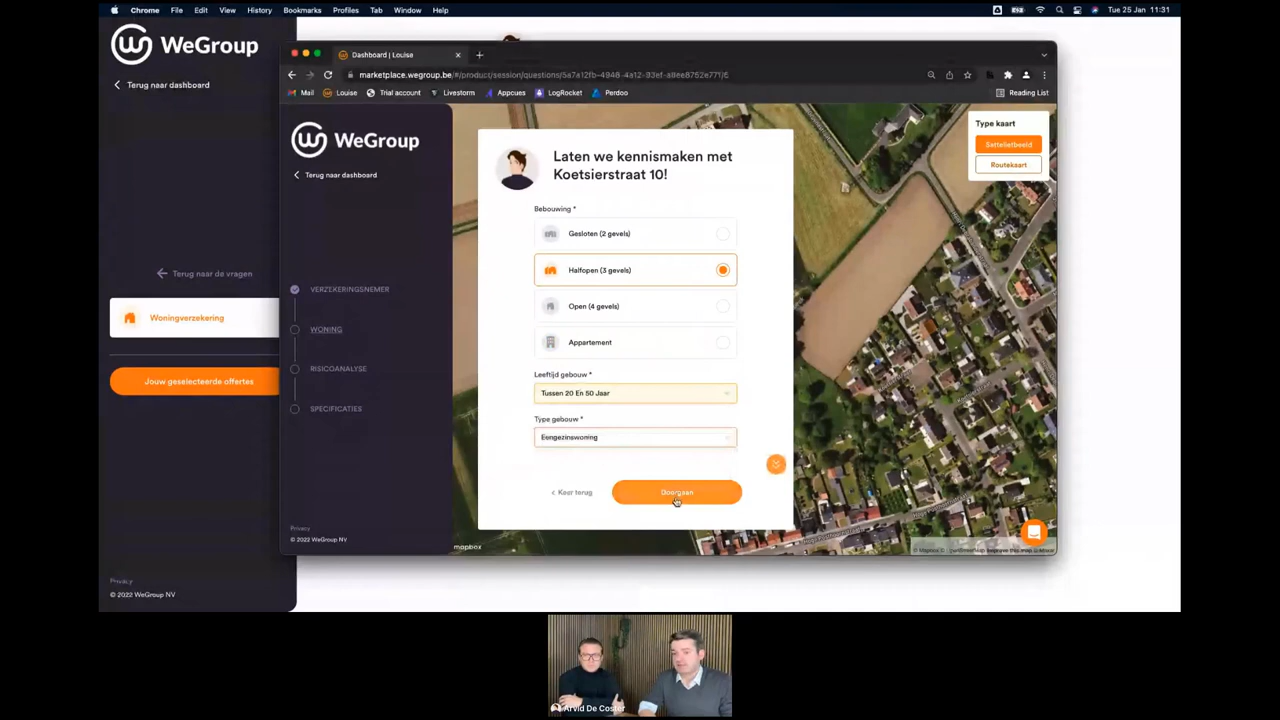 Chrome File Edit View History Bookmarks Profiles Tab Window Help
Tue 25 Jan 11:31
WeGroup
Terug naar dashboard
Terug naar de vragen
Woningverzekering
Jouw geselecteerde offertes
Privacy
© 2022 WeGroup NV
Dashboard | Louise
Mail Louise Trial account Livestorm Appcues LogRocket Perdoo
Reading List
WeGroup
Terug naar dashboard
VERZEKERINGSNEMER
WONING
RISICOANALYSE
SPECIFICATIES
Privacy
© 2022 WeGroup NV
Laten we kennismaken met
Koetsierstraat 10!
Bebouwing *
Gesloten (2 gevels)
Halfopen (3 gevels)
Open (4 gevels)
Appartement
Leeftijd gebouw *
Tussen 20 En 50 Jaar
Type gebouw *
Eengezinswoning
Keer terug
Doorgaan
Type kaart
Satellietbeeld
Routekaart
mapbox
Arvid De Coster